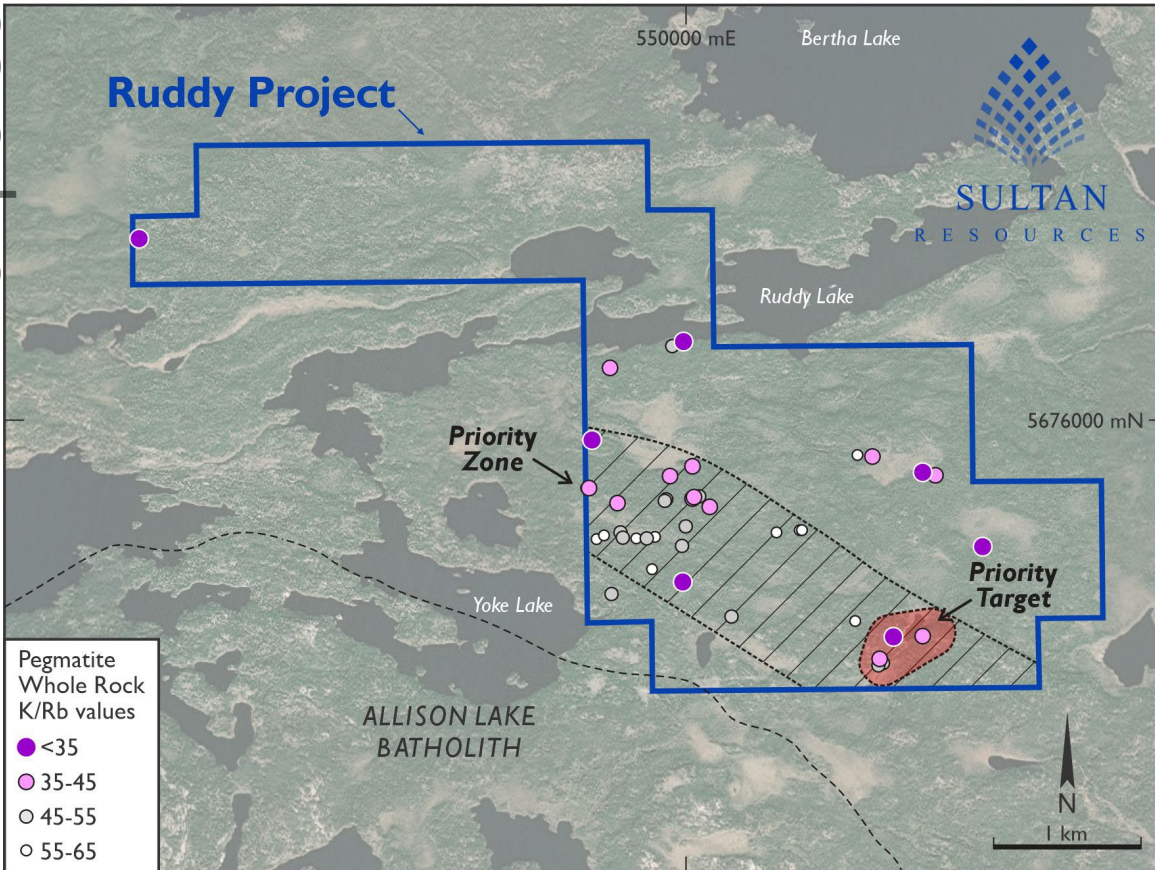 550000 mE
Bertha Lake
Ruddy Project
SULTAN
RESOURCES
Ruddy Lake
5676000 mN
Priority
Zone
Priority
Target
Yoke Lake
Pegmatite
Whole Rock
K/Rb values
<35
35-45
45-55
55-65
ALLISON LAKE
BATHOLITH
N
1 km